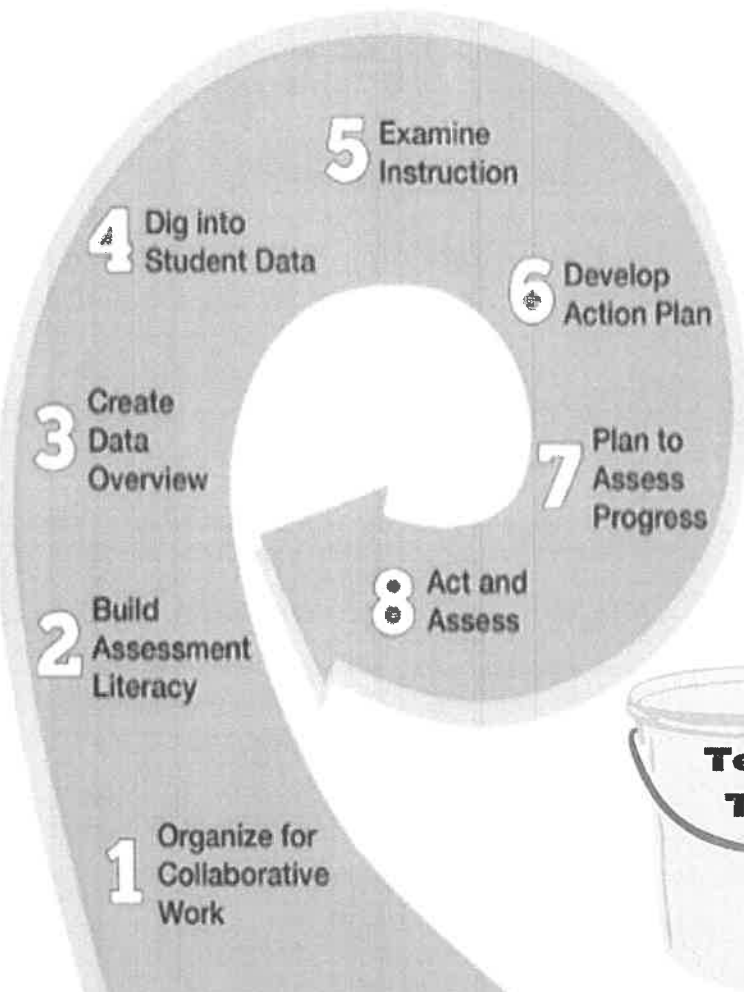 5 Examine
Instruction
4 Dig into
Student Data
6 Develop
Action Plan
3 Create
Data
Overview
7 Plan to
Assess
Progress
8 Act and
Assess
2 Build
Assessment
Literacy
1 Organize for
Collaborative
Work